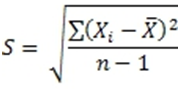 S = √(∑(Xᵢ − X̄)² / (n − 1))